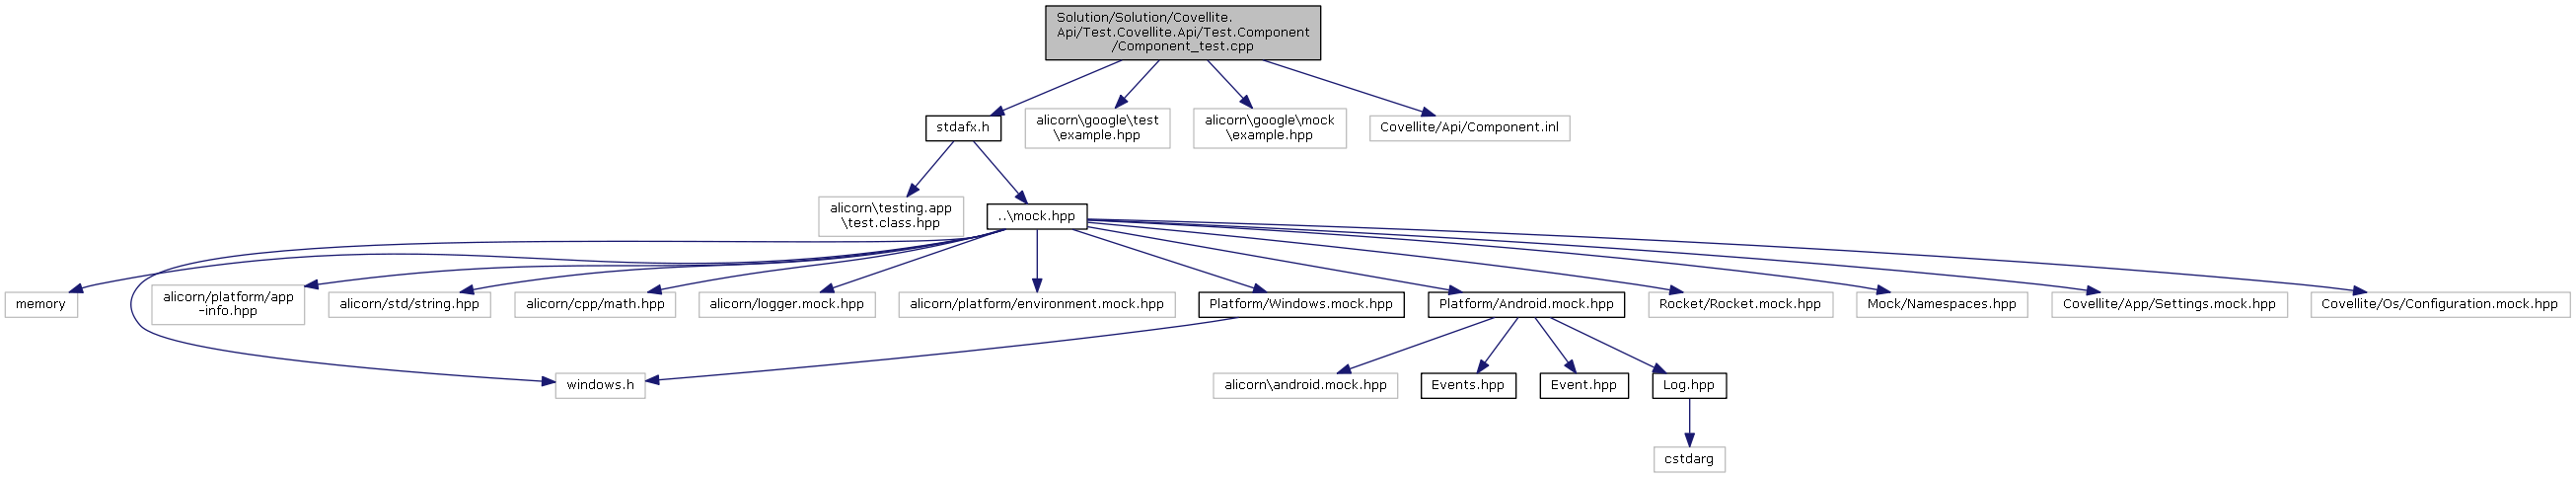 Solution/Solution/Covellite.
Api/Test.Covellite.Api/Test.Component
/Component_test.cpp
stdafx.h
alicorn\google\test
\example.hpp
alicorn\google\mock
\example.hpp
Covellite/Api/Component.inl
alicorn\testing.app
\test.class.hpp
..\mock.hpp
memory
alicorn/platform/app
-info.hpp
alicorn/std/string.hpp
alicorn/cpp/math.hpp
alicorn/logger.mock.hpp
alicorn/platform/environment.mock.hpp
Platform/Windows.mock.hpp
Platform/Android.mock.hpp
Rocket/Rocket.mock.hpp
Mock/Namespaces.hpp
Covellite/App/Settings.mock.hpp
Covellite/Os/Configuration.mock.hpp
windows.h
alicorn\android.mock.hpp
Events.hpp
Event.hpp
Log.hpp
cstdarg